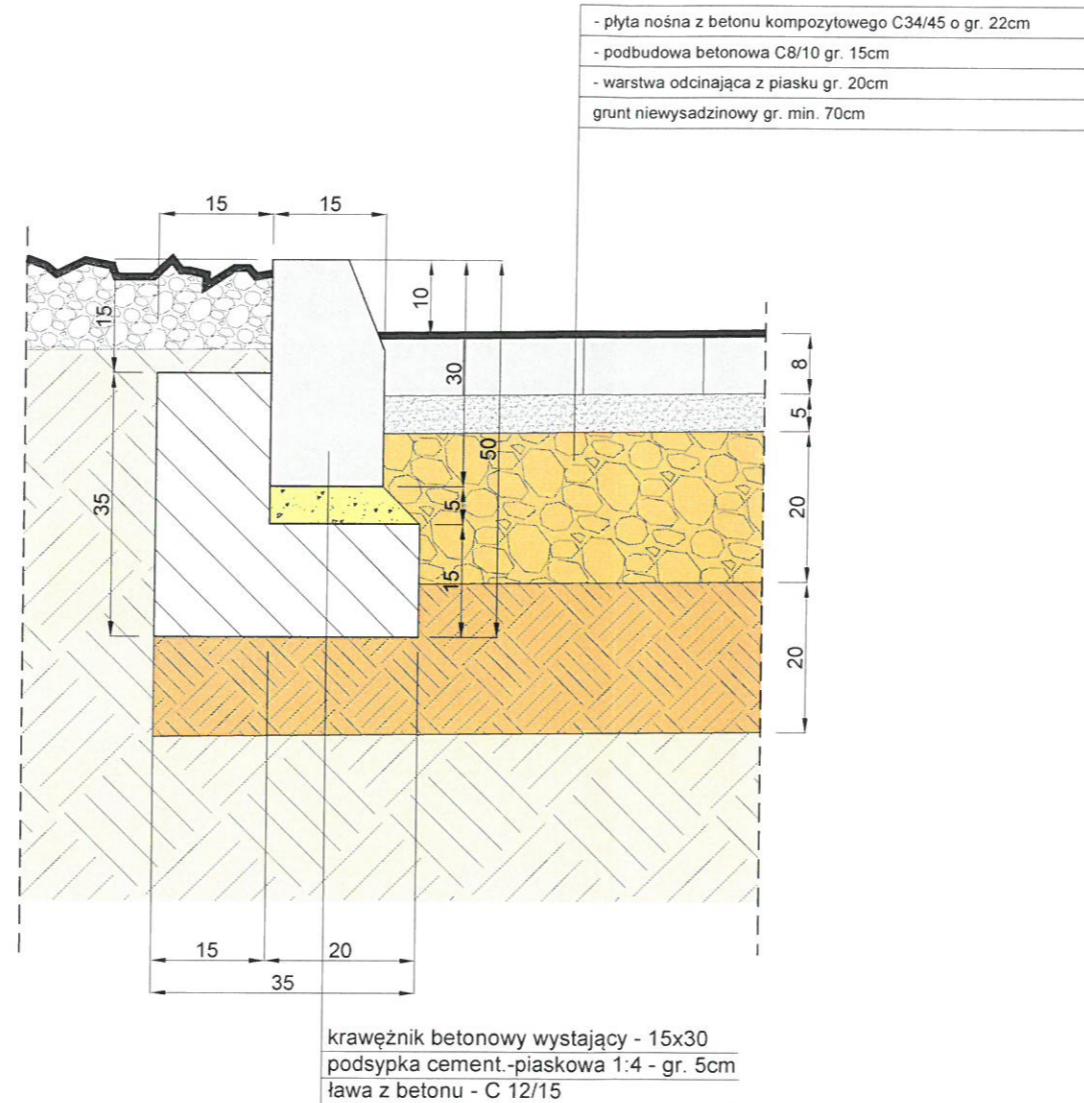 - płyta nośna z betonu kompozytowego C34/45 o gr. 22cm
- podbudowa betonowa C8/10 gr. 15cm
- warstwa odcinająca z piasku gr. 20cm
grunt niewysadzinowy gr. min. 70cm
15
15
10
15
30
8
5
50
35
5
20
15
20
15
20
35
krawężnik betonowy wystający - 15x30
podsypka cement.-piaskowa 1:4 - gr. 5cm
ława z betonu - C 12/15